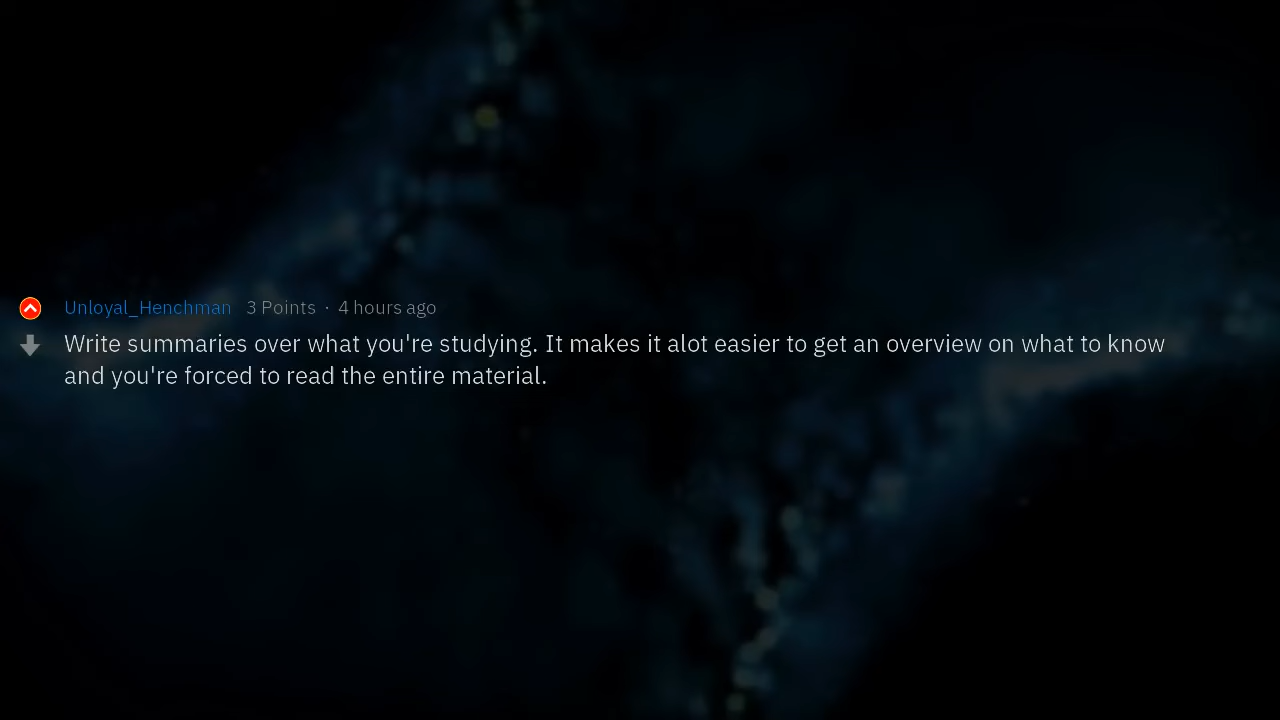 Unloyal_Henchman 3 Points · 4 hours ago
Write summaries over what you're studying. It makes it alot easier to get an overview on what to know
and you're forced to read the entire material.